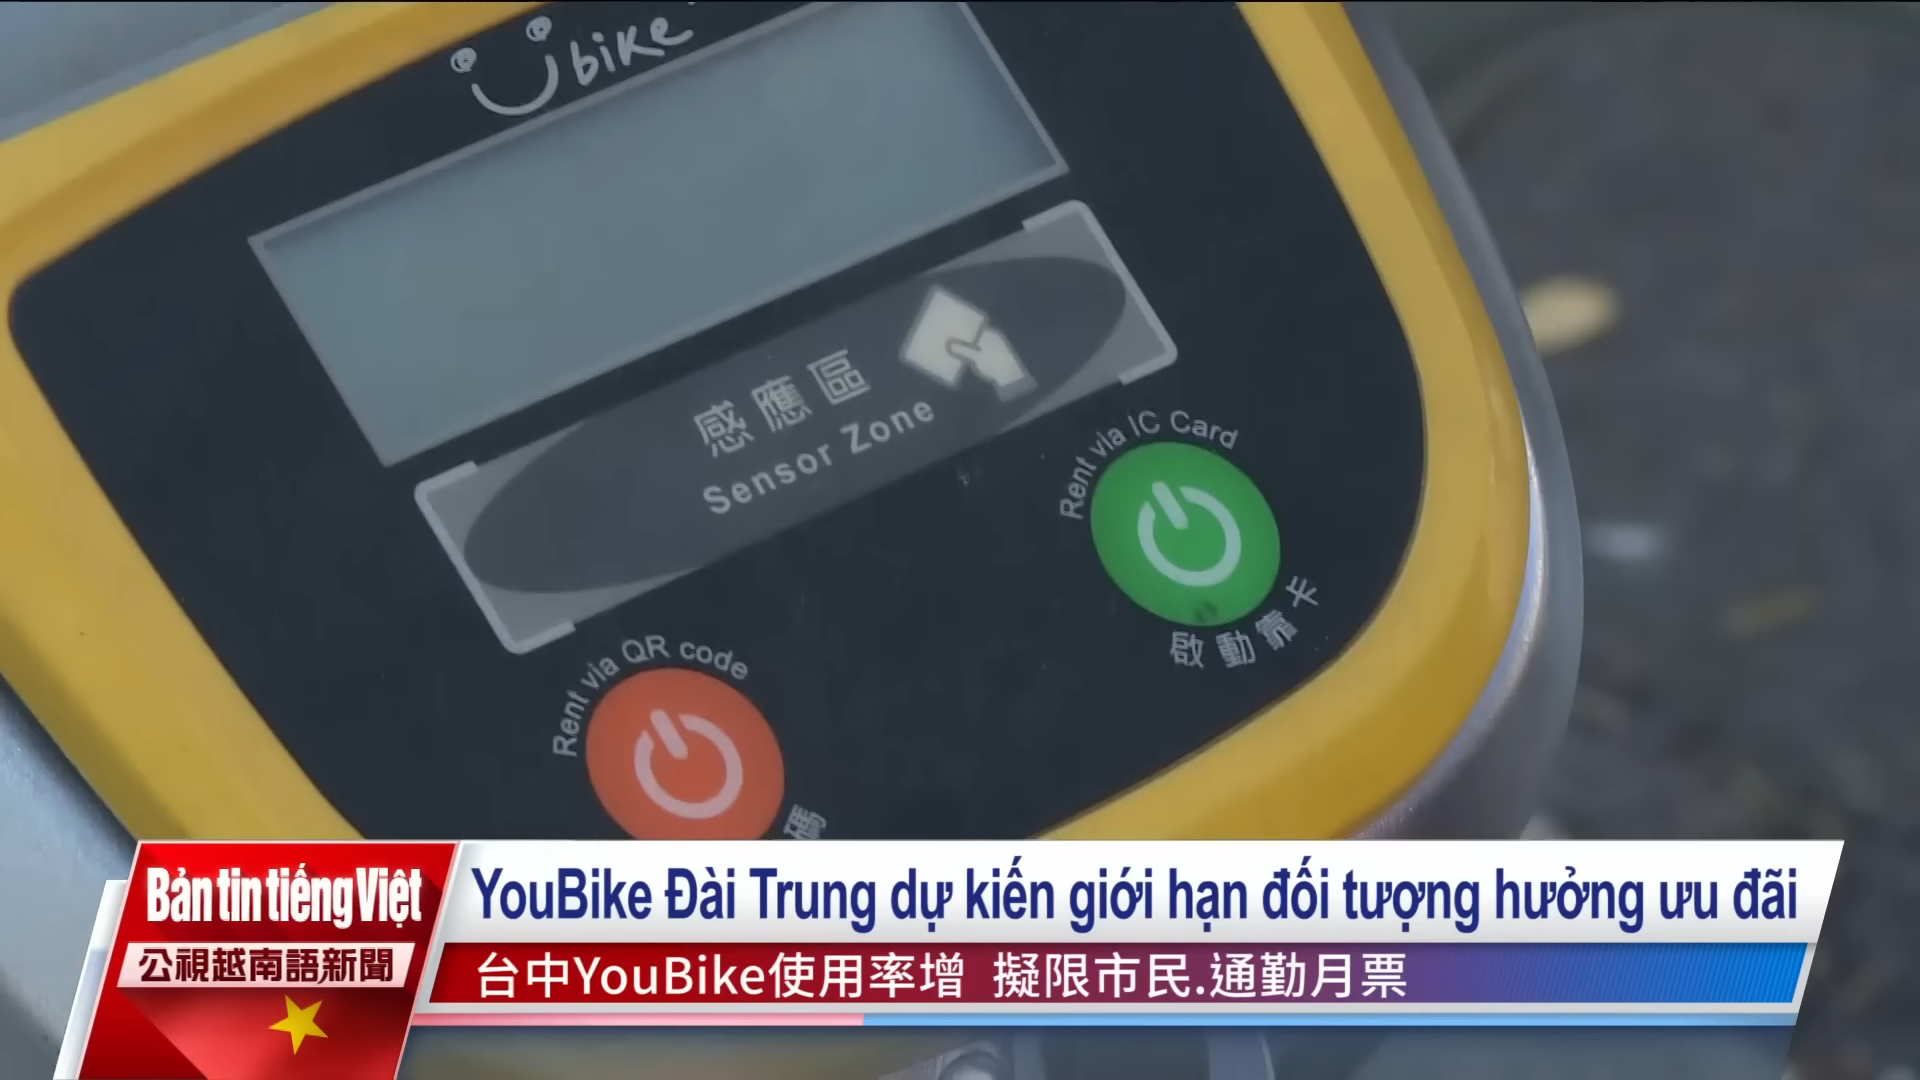 Ubike
感應區
Sensor Zone
Rent via IC Card
啟動靠卡
Rent via QR code
碼
Bản tin tiếng Việt
公視越南語新聞
YouBike Đài Trung dự kiến giới hạn đối tượng hưởng ưu đãi
台中YouBike使用率增 擬限市民.通勤月票